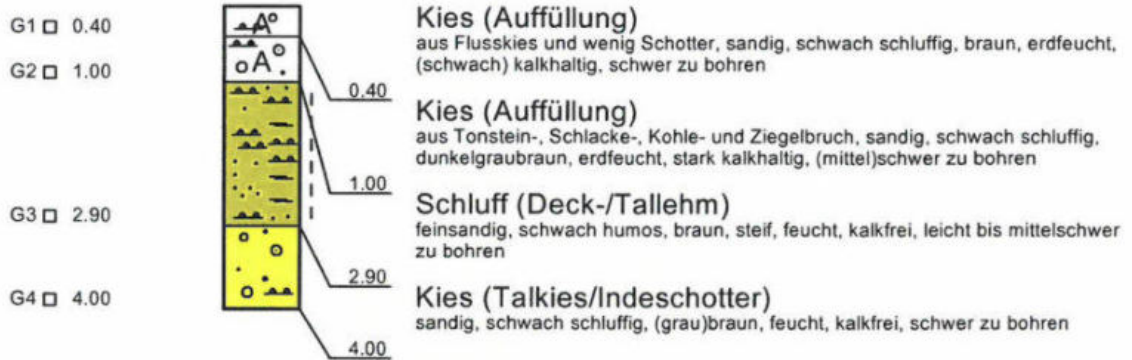 G1 0.40
G2 1.00
G3 2.90
G4 4.00
A
A
0.40
1.00
2.90
4.00
Kies (Auffüllung)
aus Flusskies und wenig Schotter, sandig, schwach schluffig, braun, erdfeucht,
(schwach) kalkhaltig, schwer zu bohren
Kies (Auffüllung)
aus Tonstein-, Schlacke-, Kohle- und Ziegelbruch, sandig, schwach schluffig,
dunkelgraubraun, erdfeucht, stark kalkhaltig, (mittel)schwer zu bohren
Schluff (Deck-/Tallehm)
feinsandig, schwach humos, braun, steif, feucht, kalkfrei, leicht bis mittelschwer
zu bohren
Kies (Talkies/Indeschotter)
sandig, schwach schluffig, (grau)braun, feucht, kalkfrei, schwer zu bohren